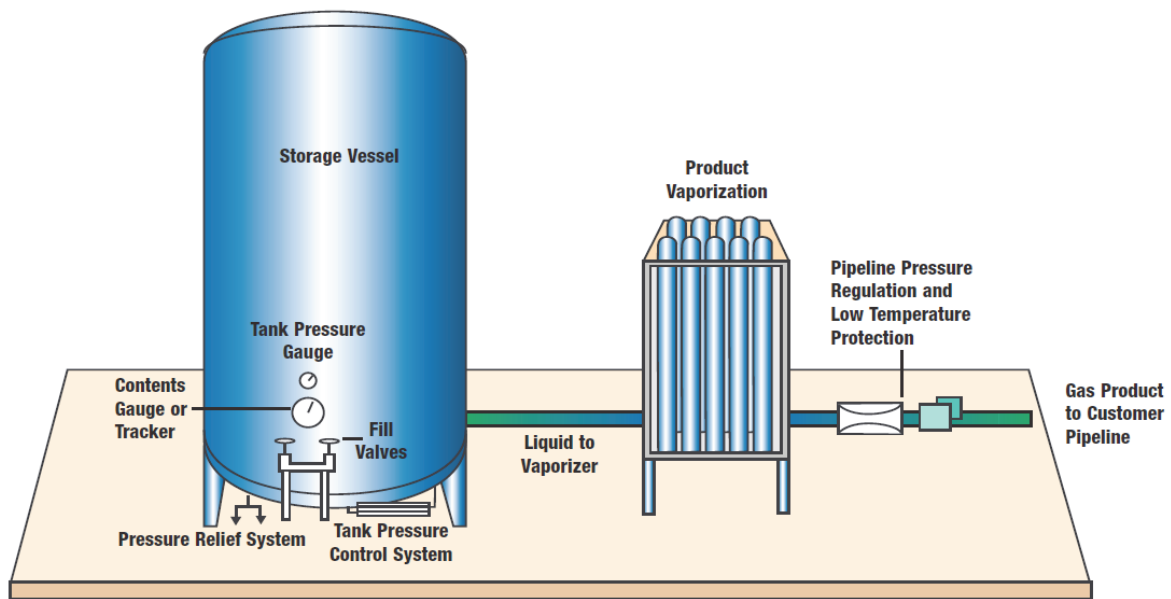 Storage Vessel
Product
Vaporization
Pipeline Pressure
Regulation and
Low Temperature
Protection
Tank Pressure
Gauge
Contents
Gauge or
Tracker
Gas Product
to Customer
Pipeline
Fill
Valves
Liquid to
Vaporizer
Pressure Relief System
Tank Pressure
Control System